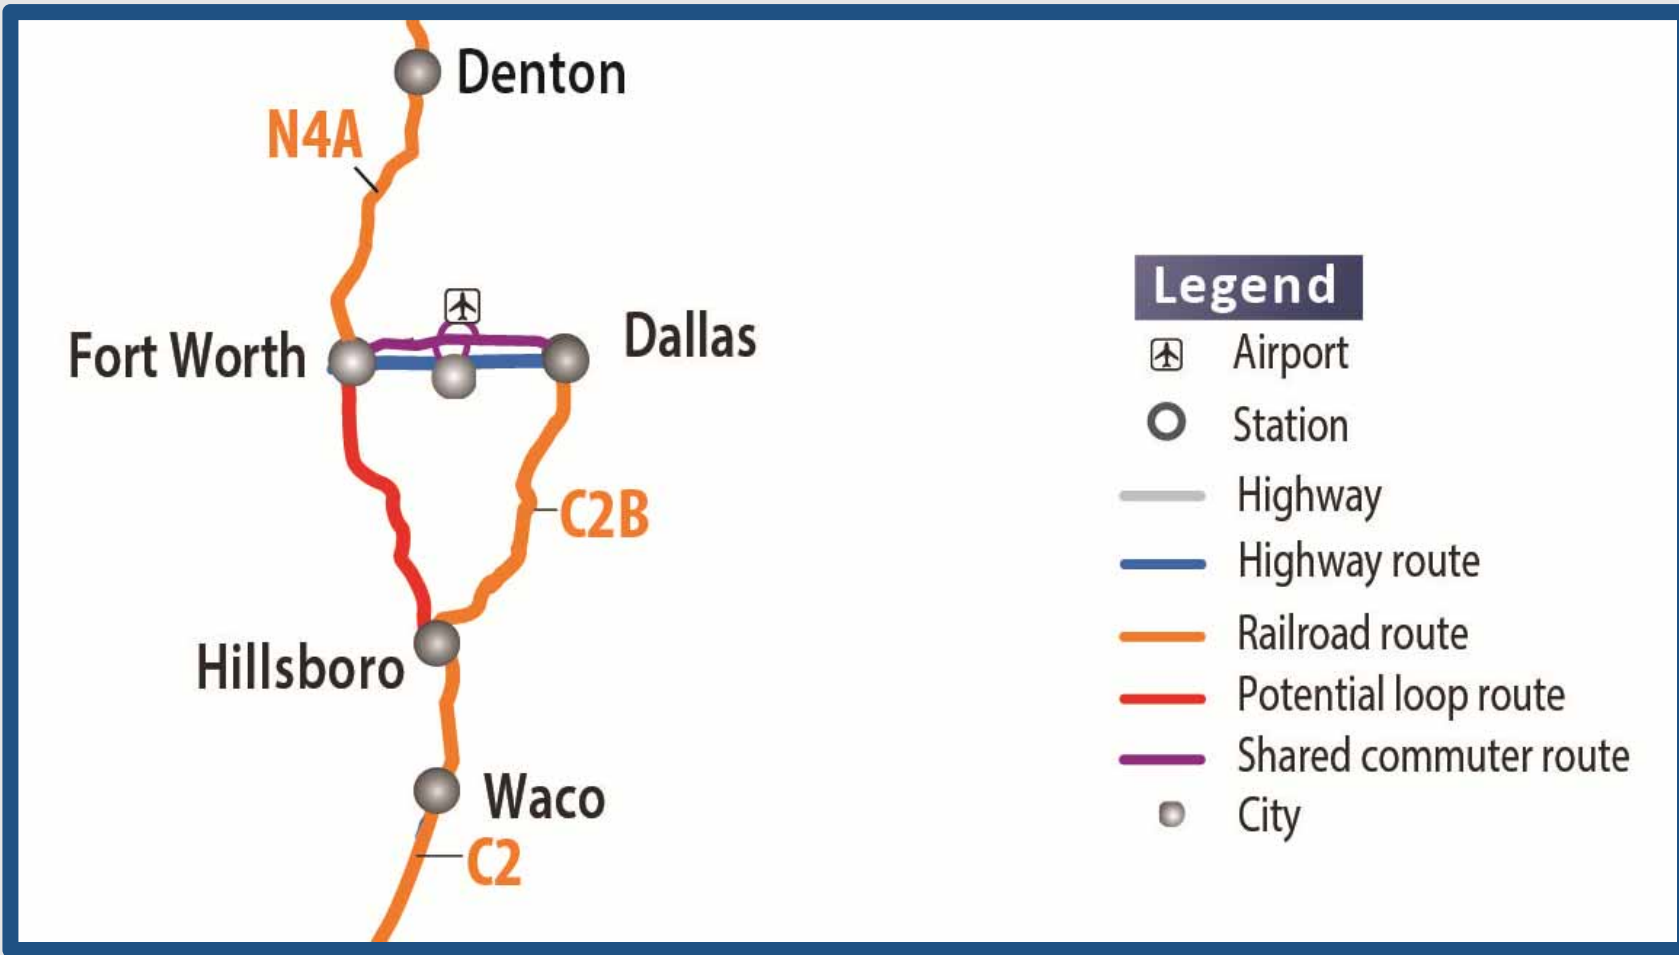 Denton
N4A
Fort Worth
Dallas
C2B
Hillsboro
Waco
C2
Legend
Airport
Station
Highway
Highway route
Railroad route
Potential loop route
Shared commuter route
City